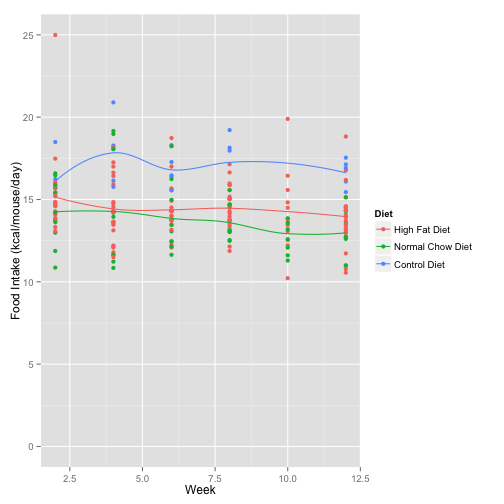 25
20
15
10
5
0
Food Intake (kcal/mouse/day)
2.5 5.0 7.5 10.0 12.5
Week
Diet
High Fat Diet
Normal Chow Diet
Control Diet